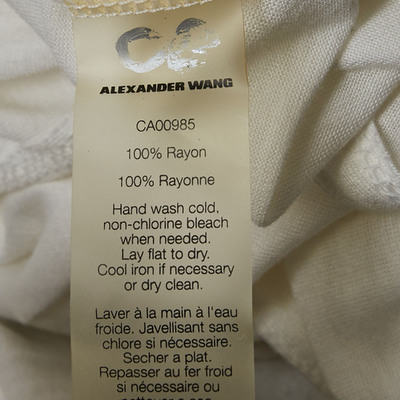 ALEXANDER WANG
CA00985
100% Rayon
100% Rayonne
Hand wash cold,
non-chlorine bleach
when needed.
Lay flat to dry.
Cool iron if necessary
or dry clean.
Laver à la main à l'eau
froide. Javellisant sans
chlore si nécessaire.
Secher a plat.
Repasser au fer froid
si nécessaire ou